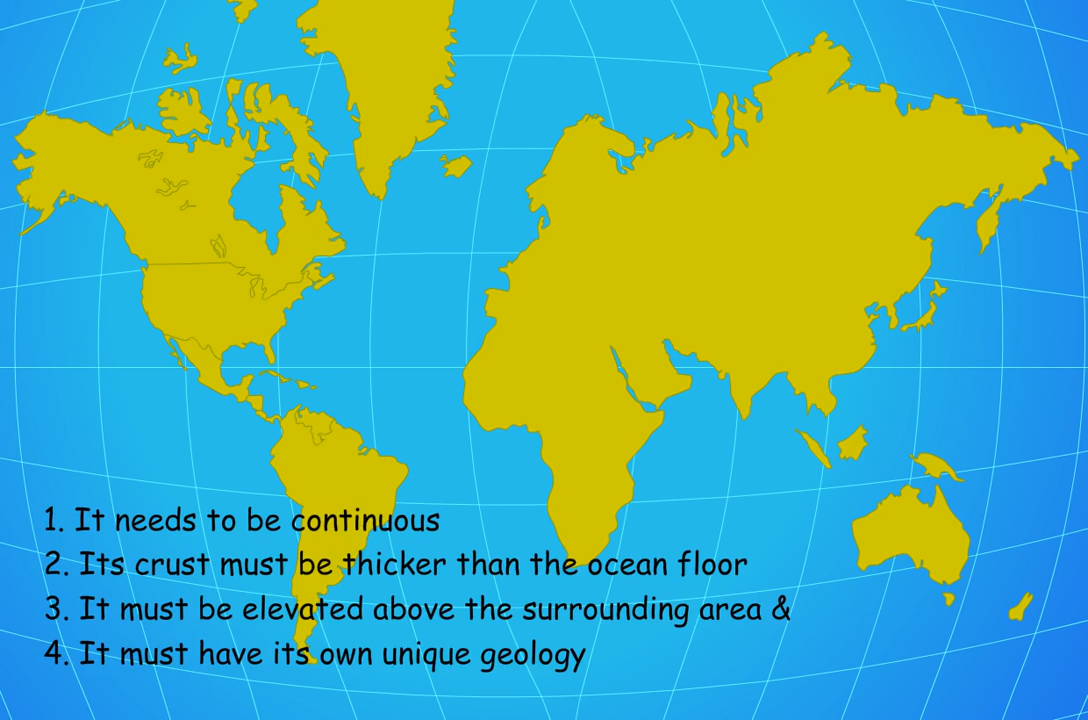 1. It needs to be continuous
2. Its crust must be thicker than the ocean floor
3. It must be elevated above the surrounding area &
4. It must have its own unique geology